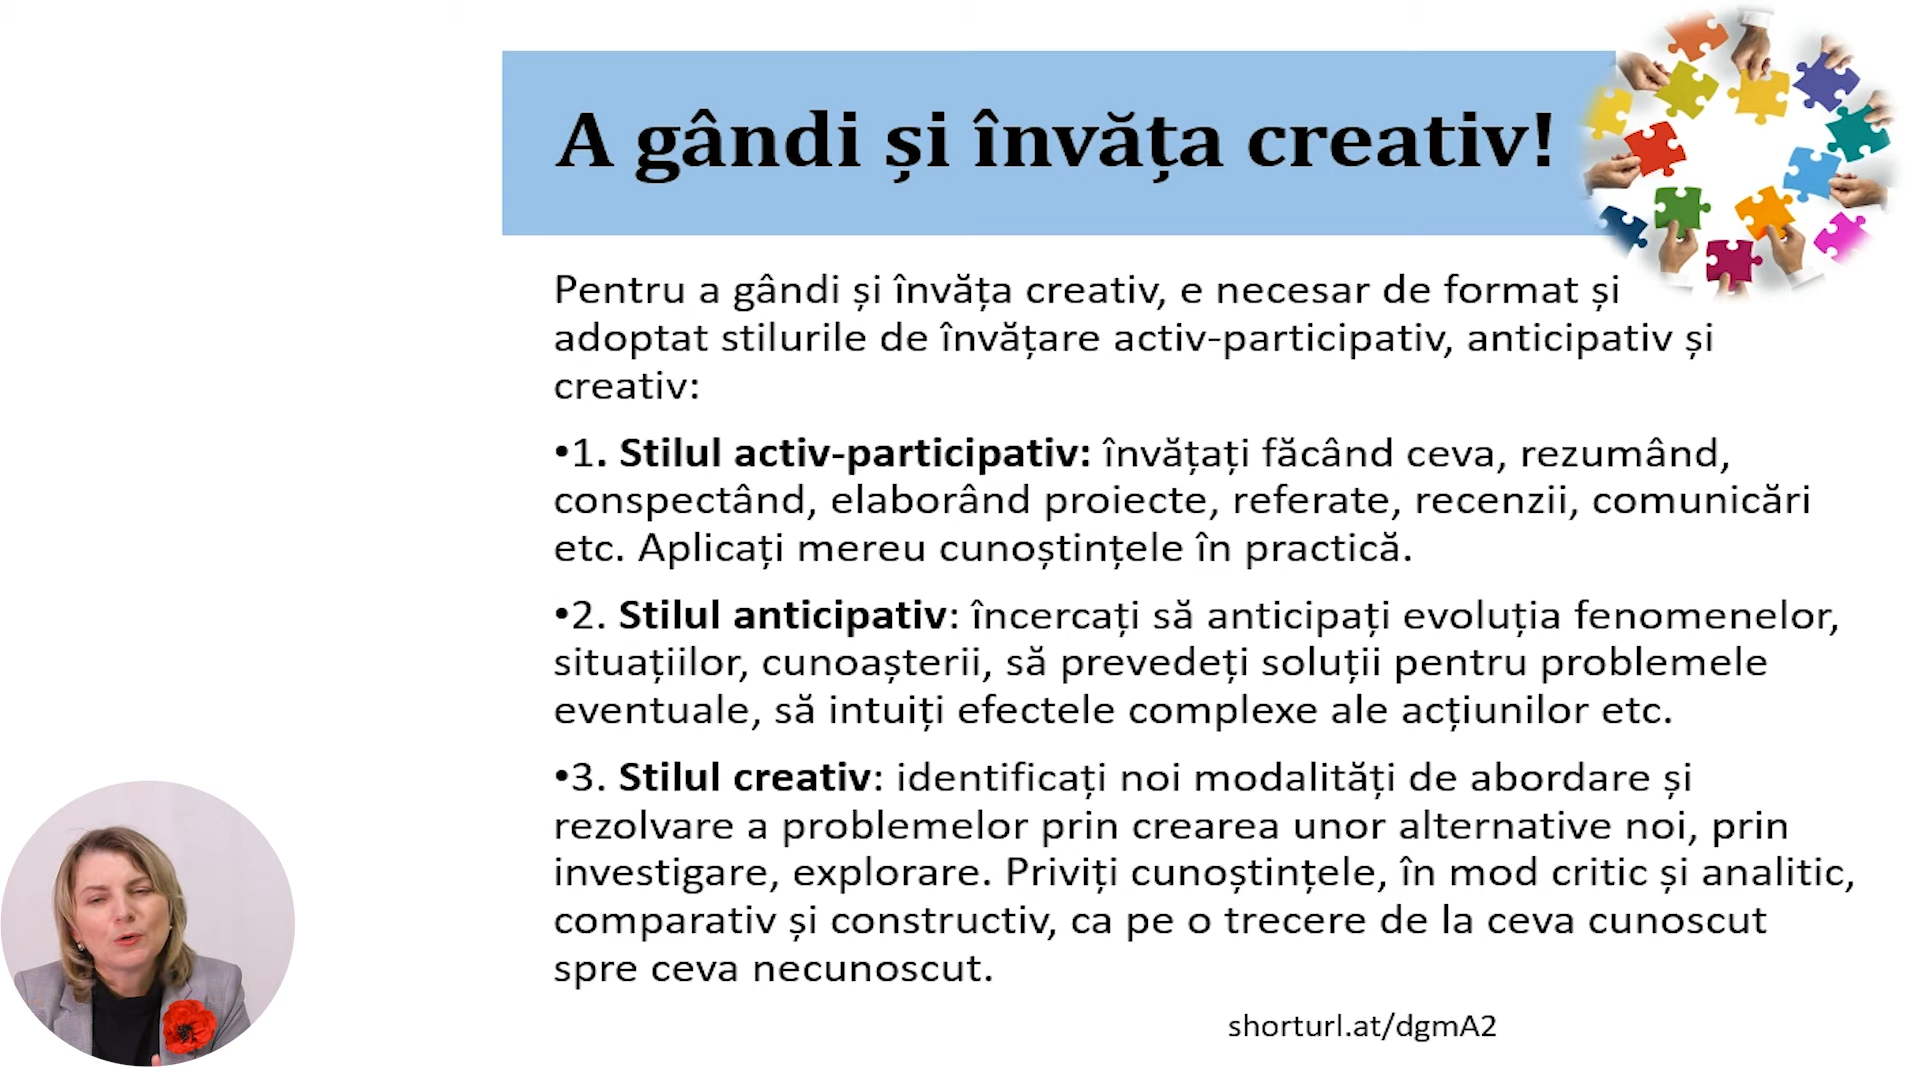 A gândi și învăța creativ!
Pentru a gândi și învăța creativ, e necesar de format și
adoptat stilurile de învățare activ-participativ, anticipativ și
creativ:
•1. Stilul activ-participativ: învățați făcând ceva, rezumând,
conspectând, elaborând proiecte, referate, recenzii, comunicări
etc. Aplicați mereu cunoștințele în practică.
•2. Stilul anticipativ: încercați să anticipați evoluția fenomenelor,
situațiilor, cunoașterii, să prevedeți soluții pentru problemele
eventuale, să intuiți efectele complexe ale acțiunilor etc.
•3. Stilul creativ: identificați noi modalități de abordare și
rezolvare a problemelor prin crearea unor alternative noi, prin
investigare, explorare. Priviți cunoștințele, în mod critic și analitic,
comparativ și constructiv, ca pe o trecere de la ceva cunoscut
spre ceva necunoscut.
shorturl.at/dgmA2